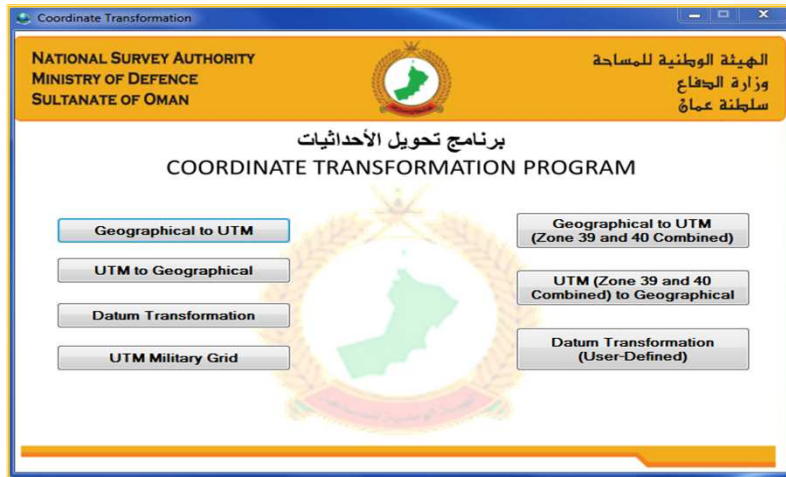 Coordinate Transformation
NATIONAL SURVEY AUTHORITY
MINISTRY OF DEFENCE
SULTANATE OF OMAN
الهيئة الوطنية للمساحة
وزارة الدفاع
سلطنة عمان
برنامج تحويل الأحداثيات
COORDINATE TRANSFORMATION PROGRAM
Geographical to UTM
UTM to Geographical
Datum Transformation
UTM Military Grid
Geographical to UTM
(Zone 39 and 40 Combined)
UTM (Zone 39 and 40
Combined) to Geographical
Datum Transformation
(User-Defined)